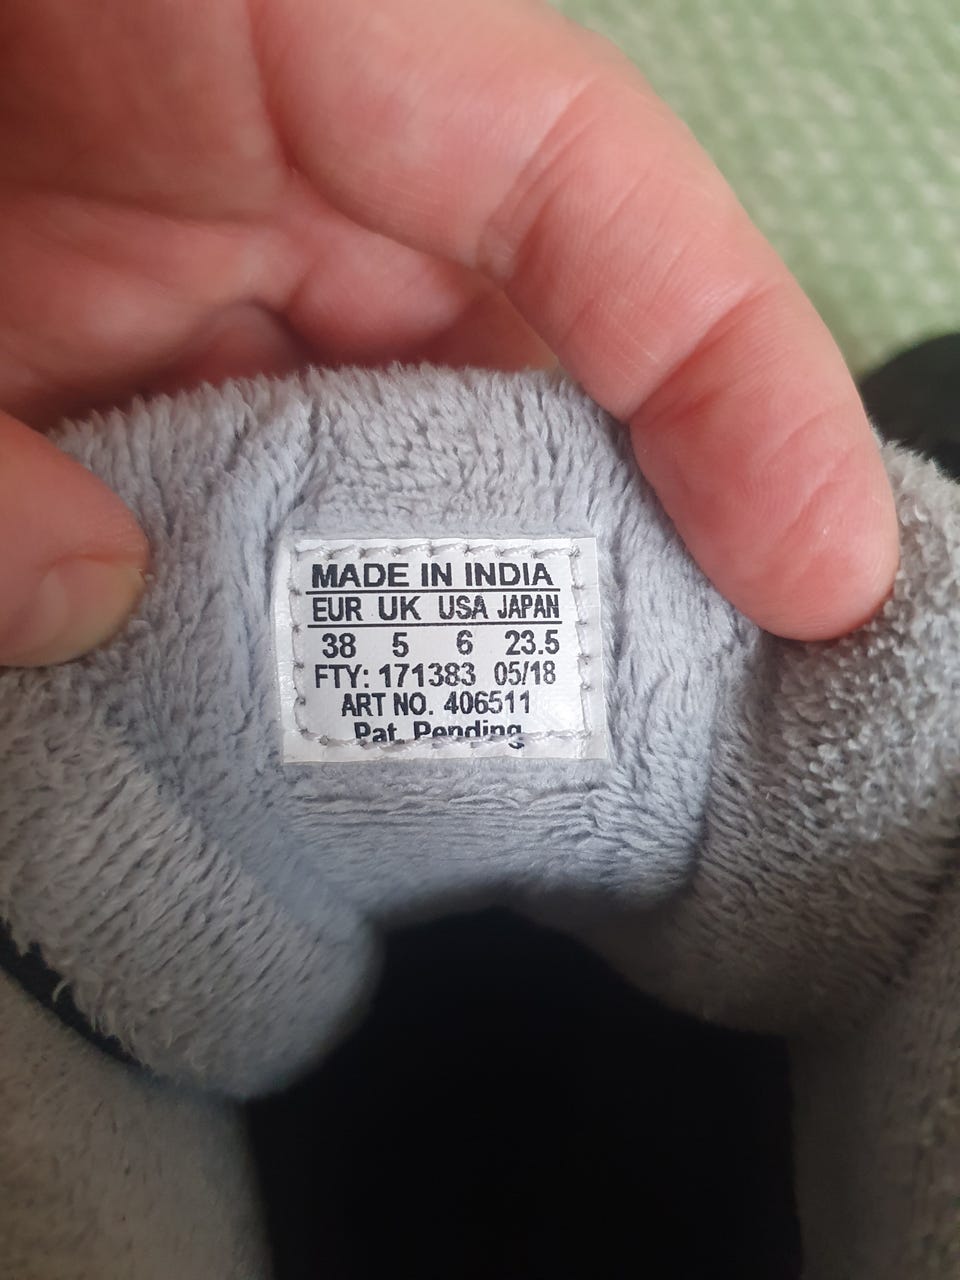 MADE IN INDIA
EUR UK USA JAPAN
38 5 6 23.5
FTY: 171383 05/18
ART NO. 406511
Pat. Pending